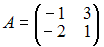 A = ( -1 3
-2 1 )